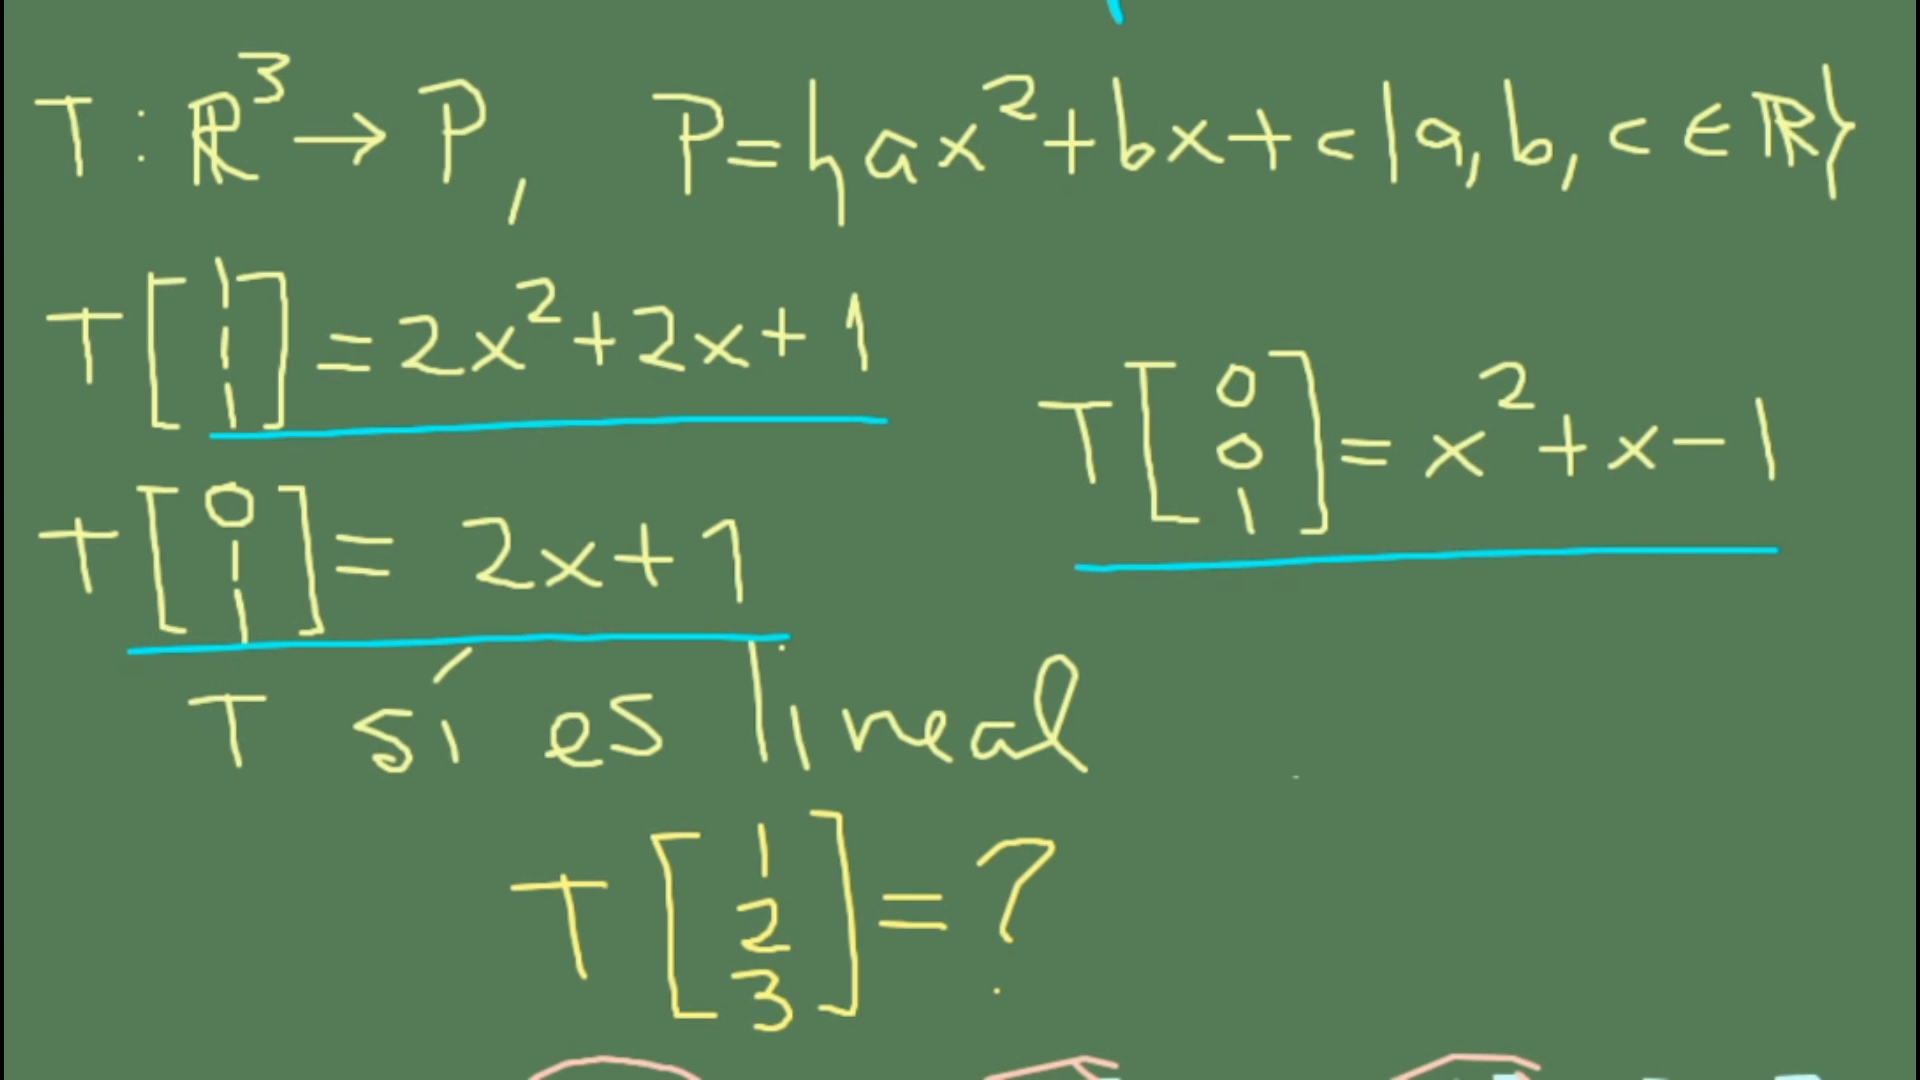 T : ℝ³ → P, P = {ax² + bx + c | a, b, c ∈ ℝ}
T [1 1 1] = 2x² + 2x + 1
T [0 0 1] = x² + x - 1
T [0 1 1] = 2x + 1
T sí es lineal
T [1 2 3] = ?